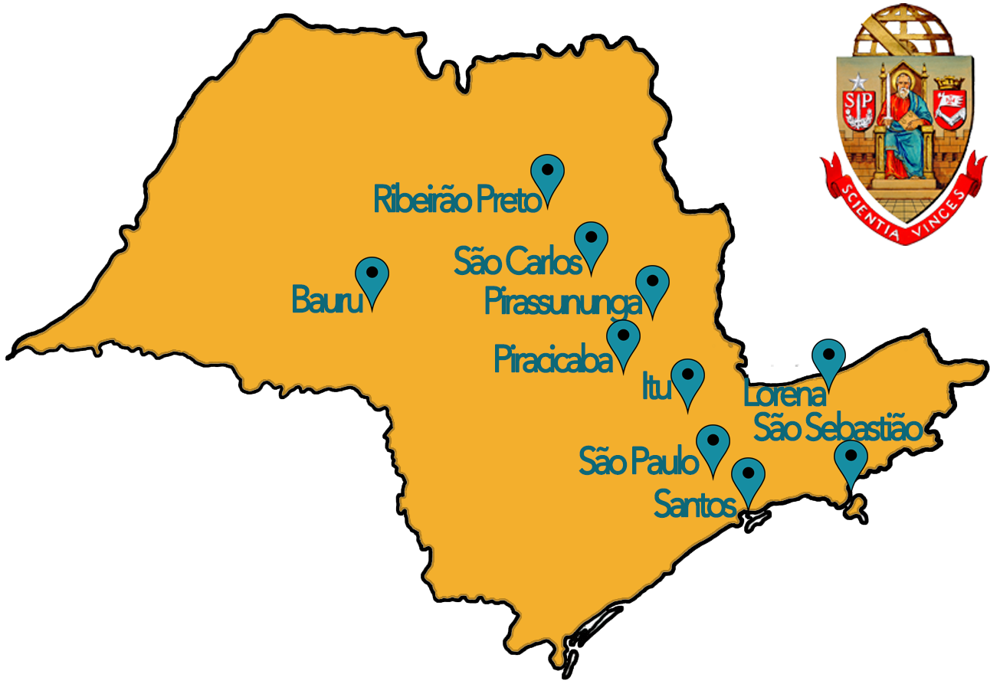 SP
SCIENTIA VINCES
Ribeirão Preto
São Carlos
Bauru
Pirassununga
Piracicaba
Itu
Lorena
São Sebastião
São Paulo
Santos